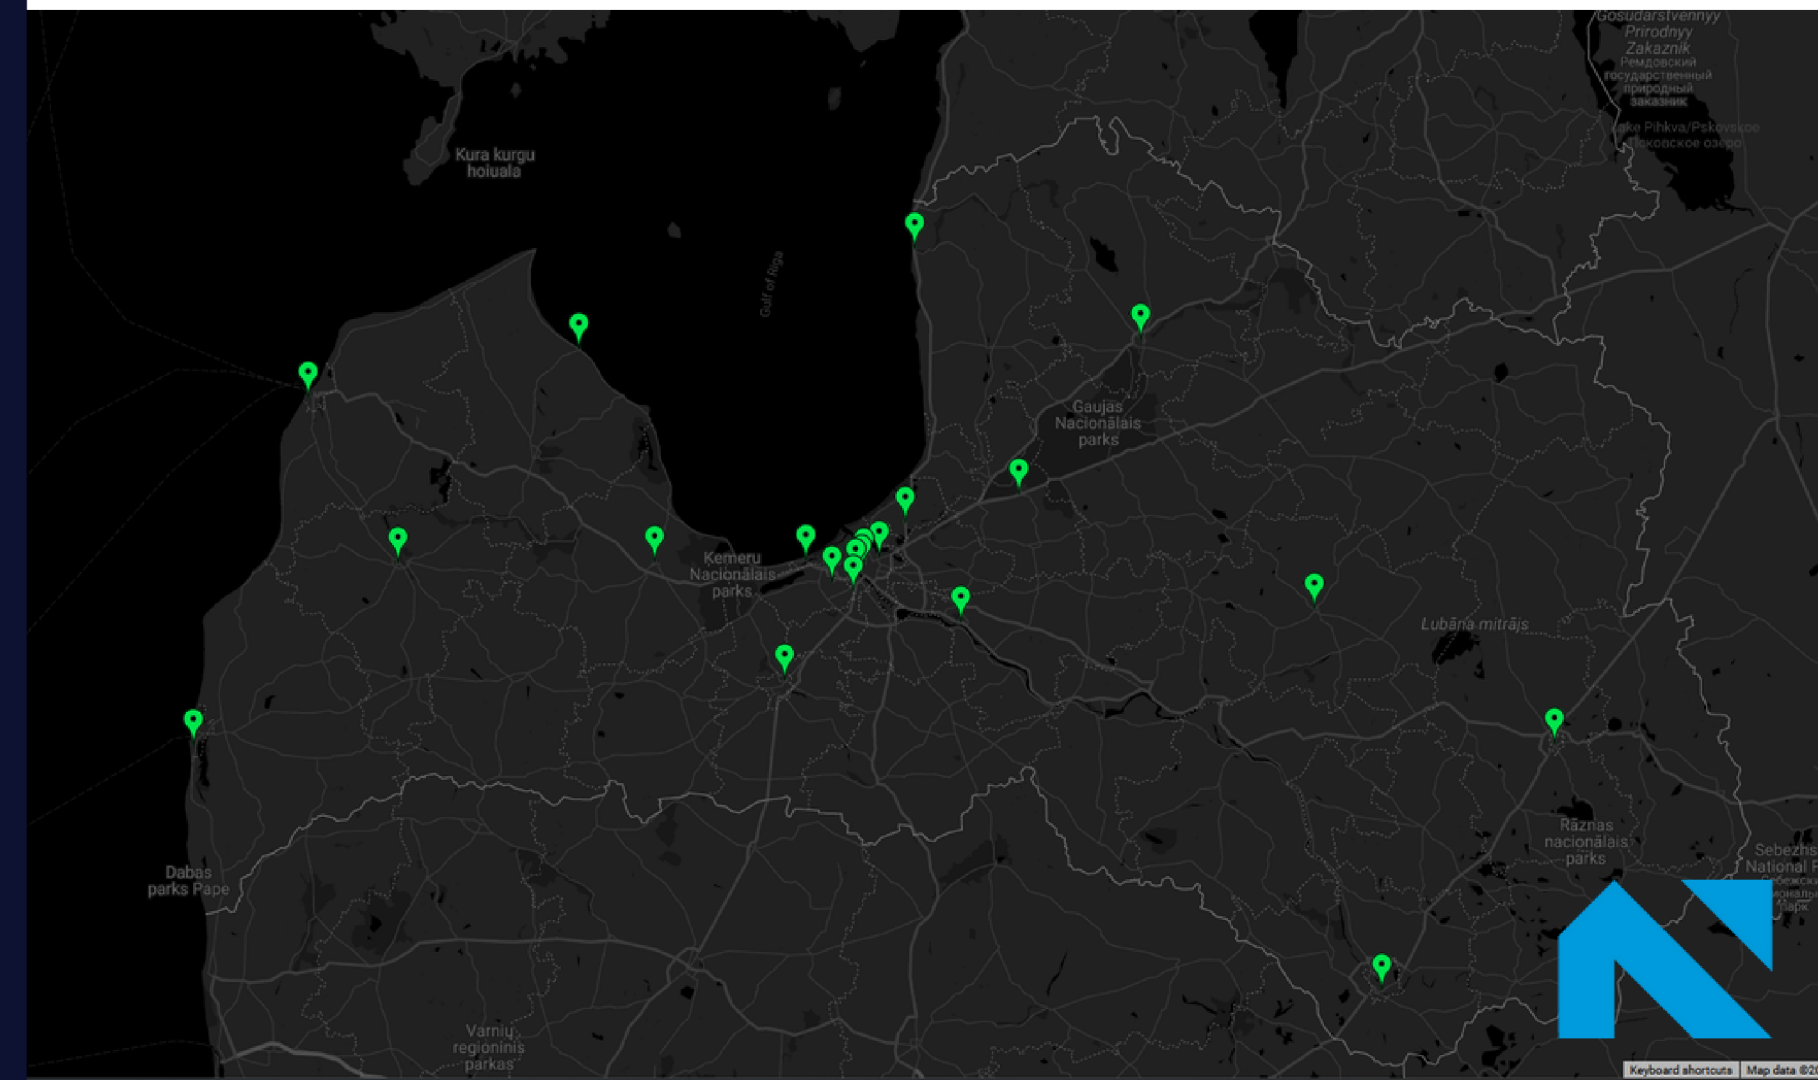 Gosudarstvennyy
Prirodnyy
Zakaznik
Ремдовский
государственный
природный
заказник
Lake Pihkva/Pskovskoe
Псковское озеро
Kura kurgu
hoiuala
Gulf of Riga
Gaujas
Nacionālais
parks
Ķemeru
Nacionālais
parks
Lubāna mitrājs
Rāznas
nacionālais
parks
Dabas
parks Pape
Sebezhs
National P
парк
Varnių
regioninis
parkas
Keyboard shortcuts
Map data ©2